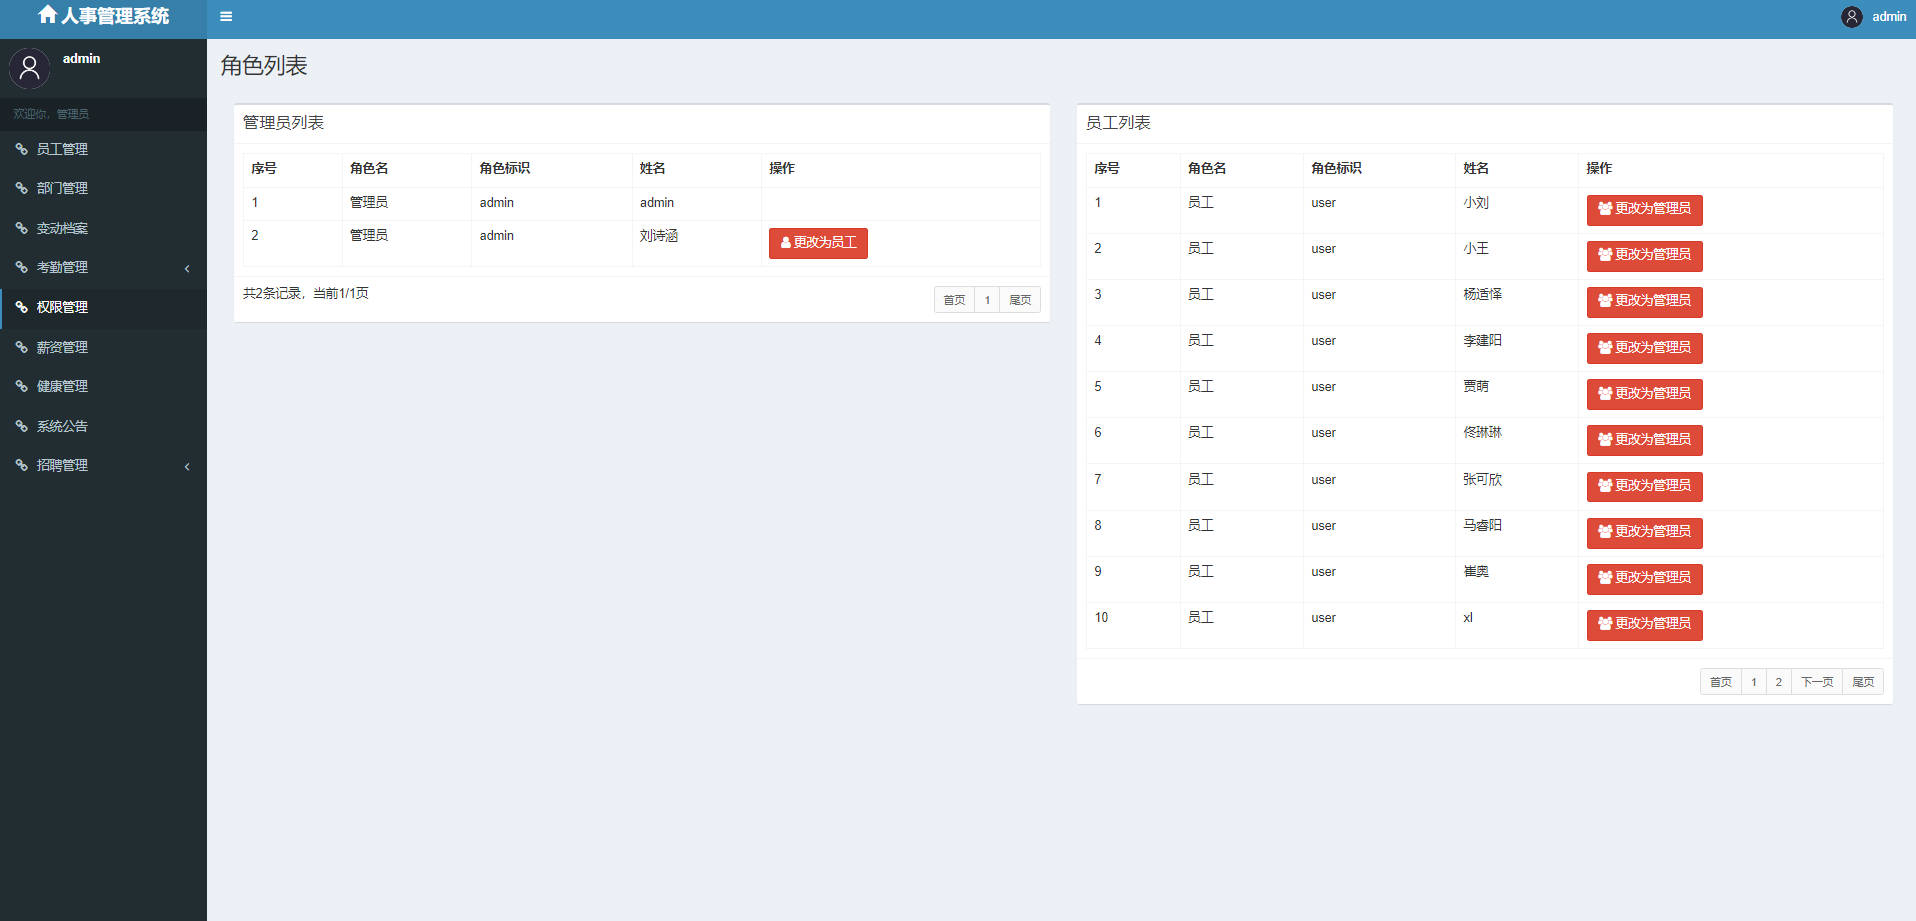 人事管理系统
admin
admin
欢迎你，管理员
员工管理
部门管理
变动档案
考勤管理
权限管理
薪资管理
健康管理
系统公告
招聘管理
角色列表
管理员列表
序号 角色名 角色标识 姓名 操作
1 管理员 admin admin
2 管理员 admin 刘诗涵 更改为员工
共2条记录，当前1/1页
首页 1 尾页
员工列表
序号 角色名 角色标识 姓名 操作
1 员工 user 小刘 更改为管理员
2 员工 user 小王 更改为管理员
3 员工 user 杨适怿 更改为管理员
4 员工 user 李建阳 更改为管理员
5 员工 user 贾萌 更改为管理员
6 员工 user 佟琳琳 更改为管理员
7 员工 user 张可欣 更改为管理员
8 员工 user 马睿阳 更改为管理员
9 员工 user 崔奥 更改为管理员
10 员工 user xl 更改为管理员
首页 1 2 下一页 尾页